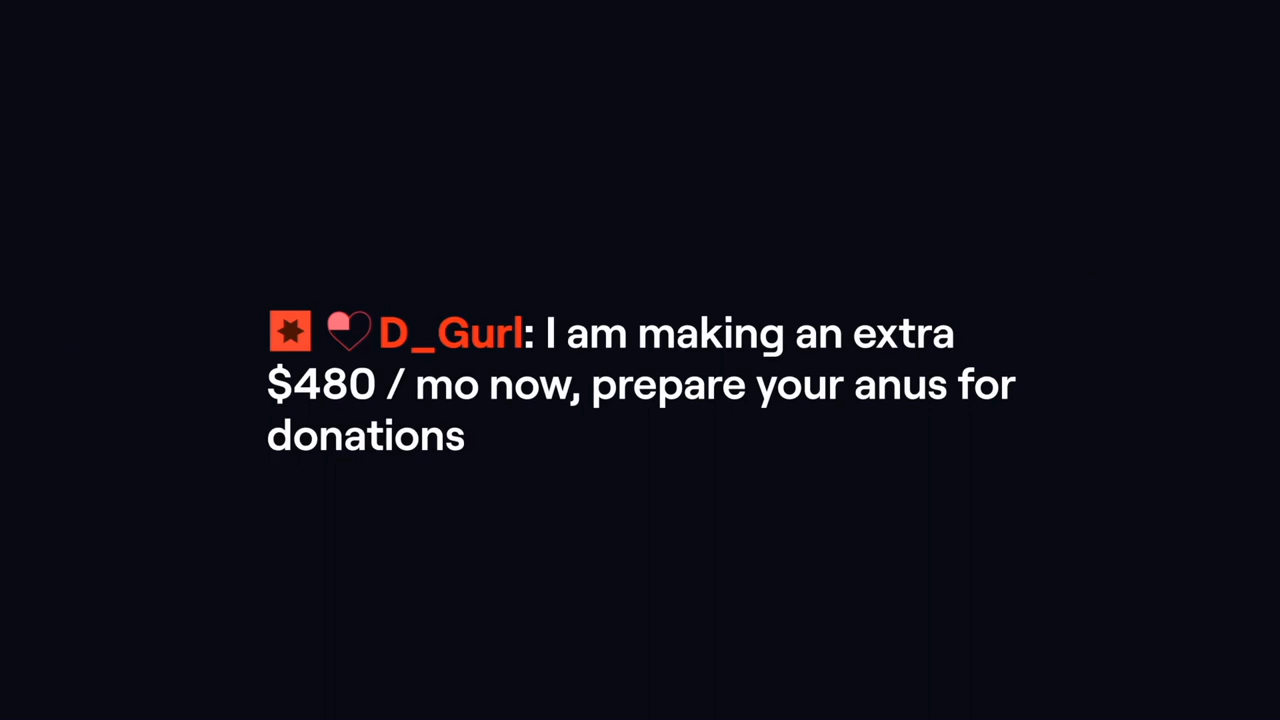 D_Gurl: I am making an extra
$480 / mo now, prepare your anus for
donations